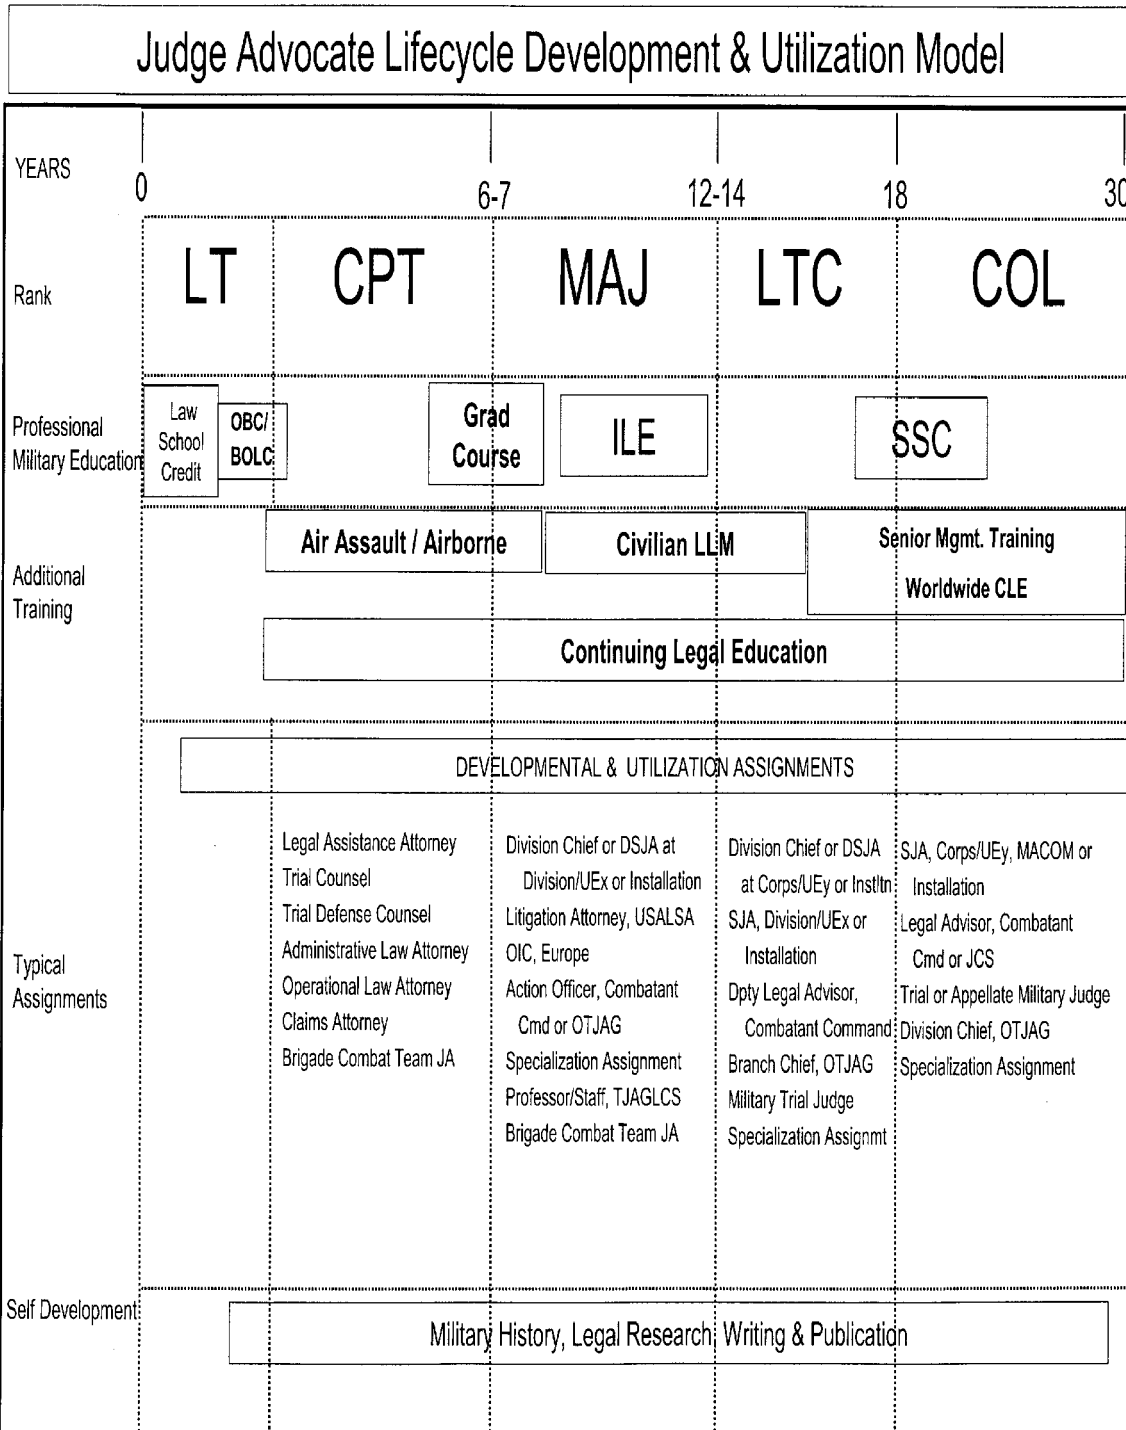 Judge Advocate Lifecycle Development & Utilization Model
YEARS
0
6-7
12-14
18
30
Rank
LT
CPT
MAJ
LTC
COL
Professional
Military Education
Law
School
Credit
OBC/
BOLC
Grad
Course
ILE
SSC
Additional
Training
Air Assault / Airborne
Civilian LLM
Senior Mgmt. Training
Worldwide CLE
Continuing Legal Education
DEVELOPMENTAL & UTILIZATION ASSIGNMENTS
Typical
Assignments
Legal Assistance Attorney
Trial Counsel
Trial Defense Counsel
Administrative Law Attorney
Operational Law Attorney
Claims Attorney
Brigade Combat Team JA
Division Chief or DSJA at
Division/UEx or Installation
Litigation Attorney, USALSA
OIC, Europe
Action Officer, Combatant
Cmd or OTJAG
Specialization Assignment
Professor/Staff, TJAGLCS
Brigade Combat Team JA
Division Chief or DSJA
at Corps/UEy or Instltn
SJA, Division/UEx or
Installation
Dpty Legal Advisor,
Combatant Command
Branch Chief, OTJAG
Military Trial Judge
Specialization Assignmt
SJA, Corps/UEy, MACOM or
Installation
Legal Advisor, Combatant
Cmd or JCS
Trial or Appellate Military Judge
Division Chief, OTJAG
Specialization Assignment
Self Development
Military History, Legal Research, Writing & Publication